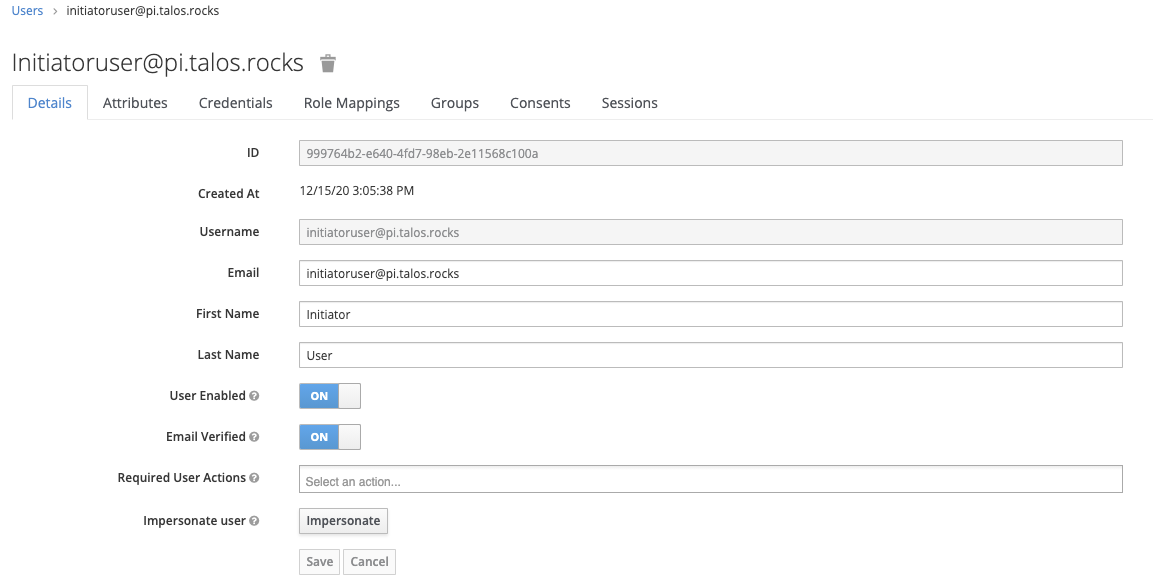 Users > initiatoruser@pi.talos.rocks
Initiatoruser@pi.talos.rocks
Details Attributes Credentials Role Mappings Groups Consents Sessions
ID 999764b2-e640-4fd7-98eb-2e11568c100a
Created At 12/15/20 3:05:38 PM
Username initiatoruser@pi.talos.rocks
Email initiatoruser@pi.talos.rocks
First Name Initiator
Last Name User
User Enabled ? ON
Email Verified ? ON
Required User Actions ? Select an action...
Impersonate user ? Impersonate
Save Cancel